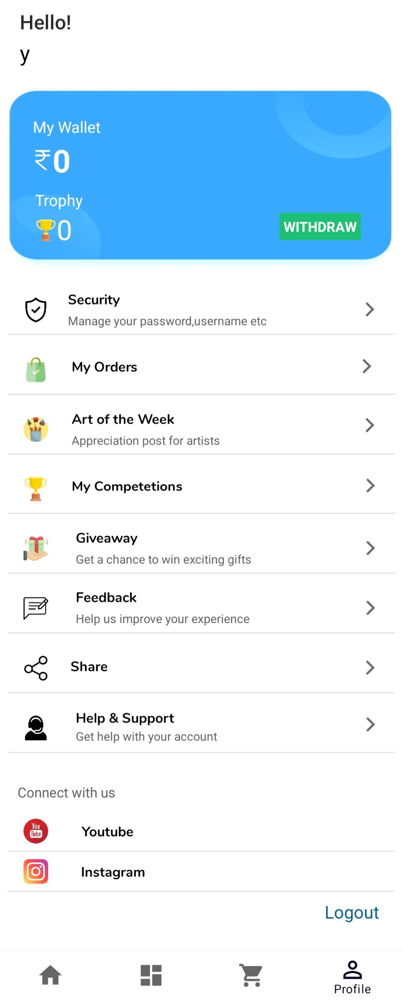 Hello!
y
My Wallet
₹0
Trophy
0
WITHDRAW
Security
Manage your password,username etc
My Orders
Art of the Week
Appreciation post for artists
My Competetions
Giveaway
Get a chance to win exciting gifts
Feedback
Help us improve your experience
Share
Help & Support
Get help with your account
Connect with us
You
Tube
Youtube
Instagram
Logout
Profile